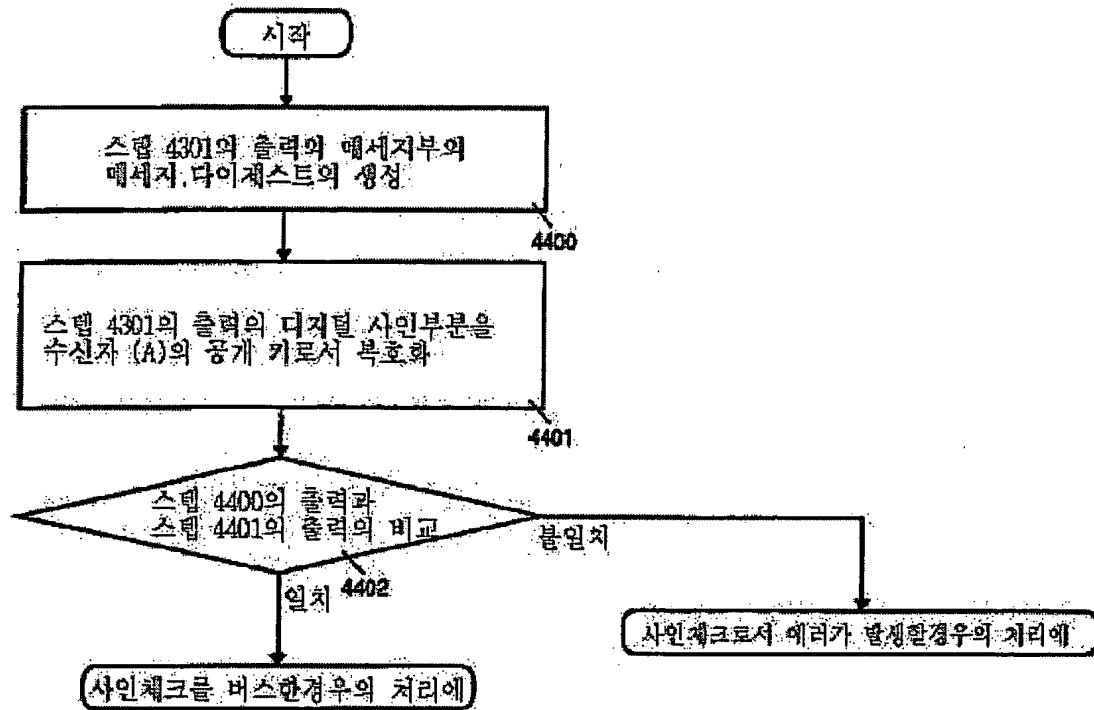 시작
스텝 4301의 출력의 메세지부의
메세지.다이제스트의 생성
4400
스텝 4301의 출력의 디지털 사인부분을
수신자 (A)의 공개 키로서 복호화
4401
스텝 4400의 출력과
스텝 4401의 출력의 비교
불일치
4402
일치
사인체크로서 에러가 발생할경우의 처리에
사인체크를 버스한경우의 처리에